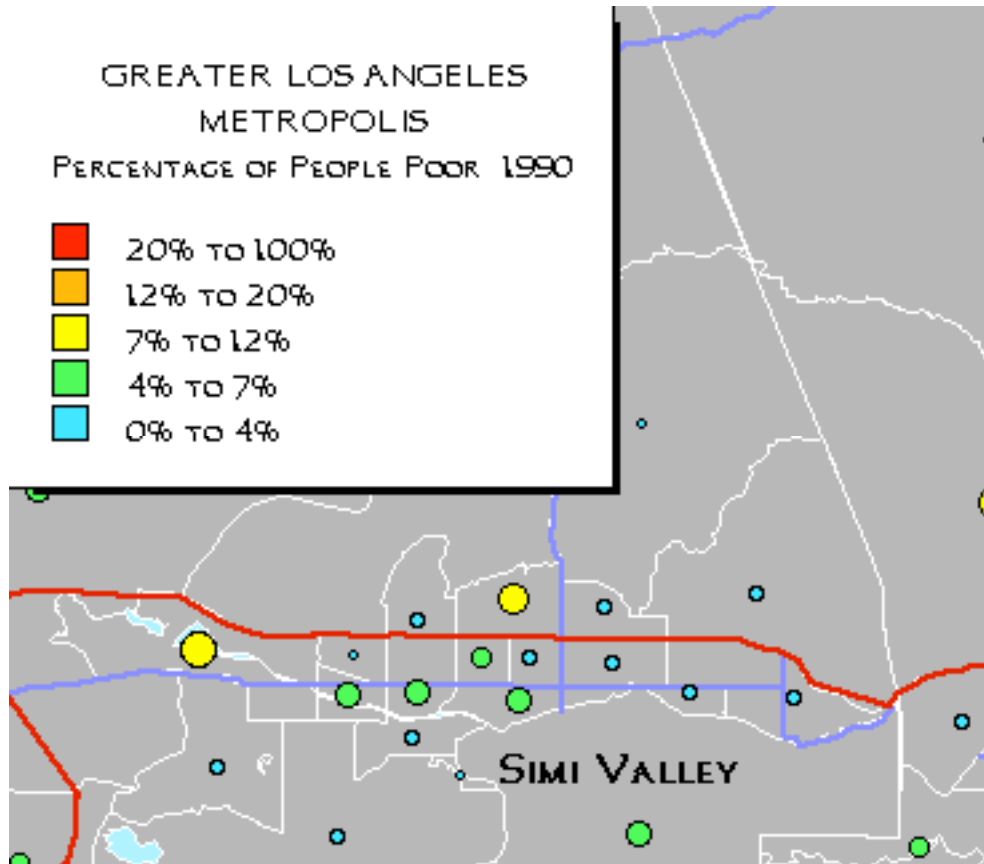 GREATER LOS ANGELES
METROPOLIS
PERCENTAGE OF PEOPLE POOR 1990
20% TO 100%
12% TO 20%
7% TO 12%
4% TO 7%
0% TO 4%
SIMI VALLEY